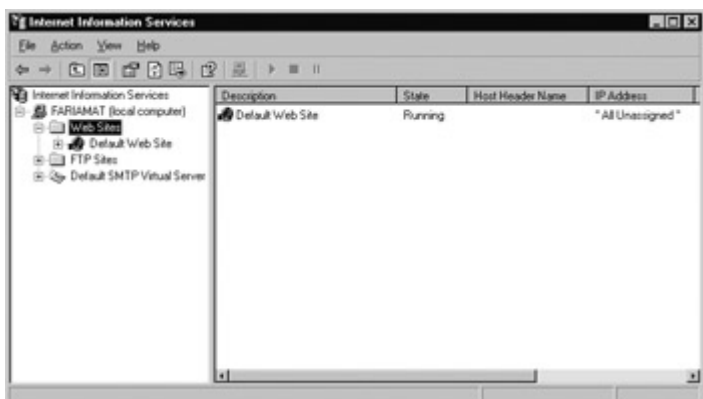 Internet Information Services
File Action View Help
Internet Information Services
FARIAMAT (local computer)
Web Sites
Default Web Site
FTP Sites
Default SMTP Virtual Server
Description State Host Header Name IP Address
Default Web Site Running * All Unassigned *